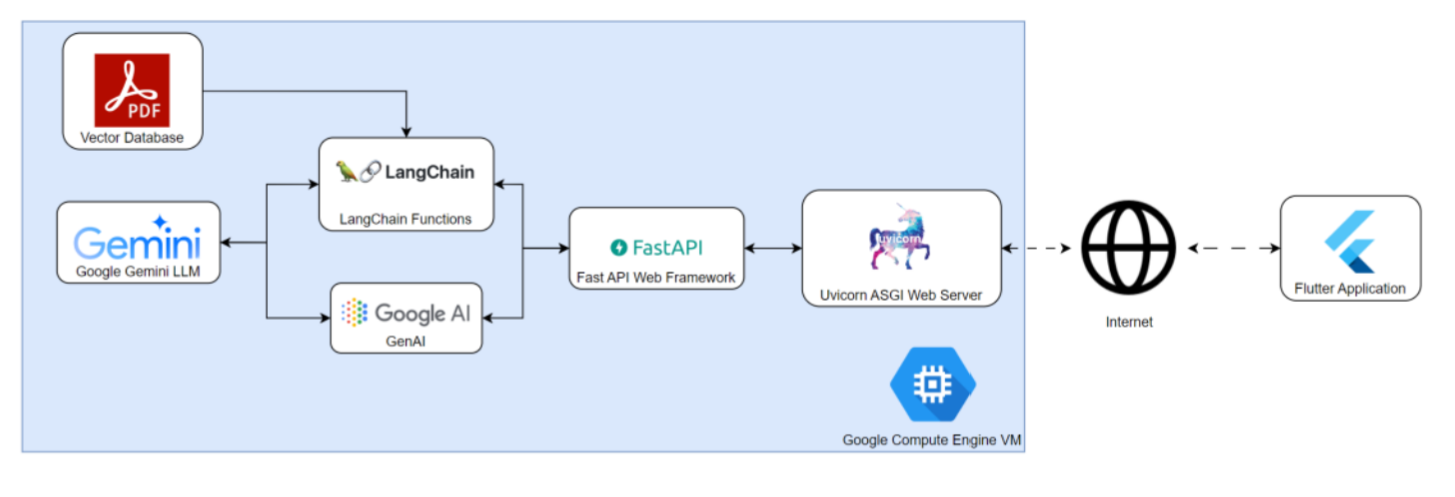 PDF
Vector Database
LangChain
LangChain Functions
Gemini
Google Gemini LLM
Google AI
GenAI
FastAPI
Fast API Web Framework
uvicorn
Uvicorn ASGI Web Server
Internet
Flutter Application
Google Compute Engine VM